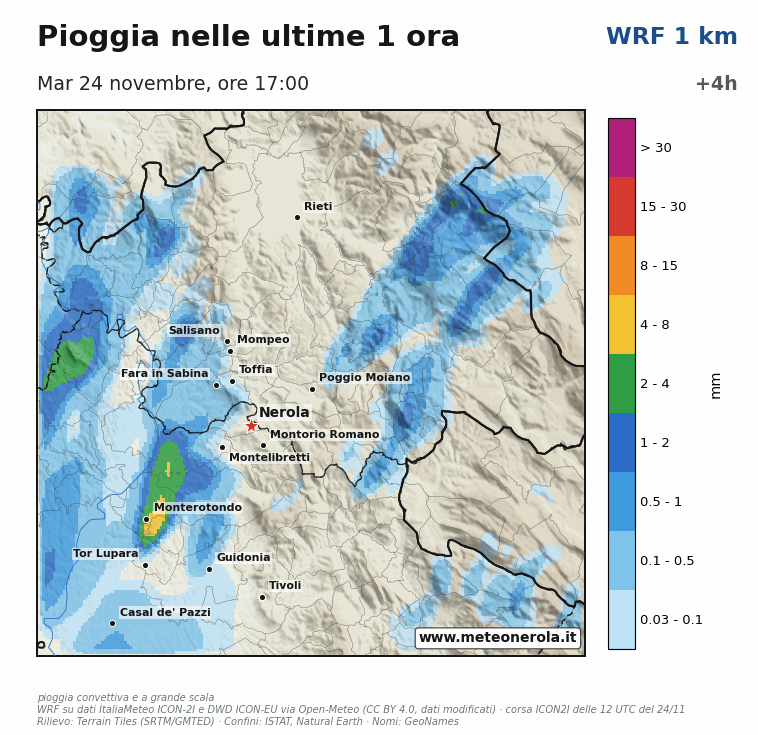 Pioggia nelle ultime 1 ora
WRF 1 km
Mar 24 novembre, ore 17:00
+4h
Rieti
Salisano
Mompeo
Toffia
Fara in Sabina
Poggio Moiano
Nerola
Montorio Romano
Montelibretti
Monterotondo
Tor Lupara
Guidonia
Tivoli
Casal de' Pazzi
www.meteonerola.it
> 30
15 - 30
8 - 15
4 - 8
2 - 4
1 - 2
0.5 - 1
0.1 - 0.5
0.03 - 0.1
mm
pioggia convettiva e a grande scala
WRF su dati ItaliaMeteo ICON-2I e DWD ICON-EU via Open-Meteo (CC BY 4.0, dati modificati) · corsa ICON2I delle 12 UTC del 24/11
Rilievo: Terrain Tiles (SRTM/GMTED) · Confini: ISTAT, Natural Earth · Nomi: GeoNames